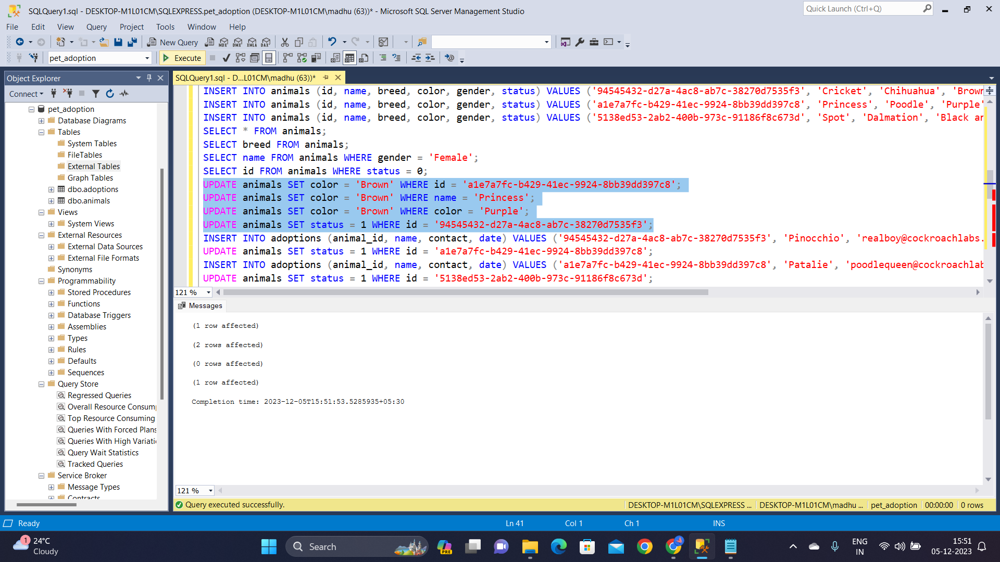 SQLQuery1.sql - DESKTOP-M1L01CM\SQLEXPRESS.pet_adoption (DESKTOP-M1L01CM\madhu (63))* - Microsoft SQL Server Management Studio
Quick Launch (Ctrl+Q)
File Edit View Query Project Tools Window Help
New Query
MDX DMX XMLA DAX
pet_adoption
Execute
Object Explorer
Connect
pet_adoption
Database Diagrams
Tables
System Tables
FileTables
External Tables
Graph Tables
dbo.adoptions
dbo.animals
Views
System Views
External Resources
External Data Sources
External File Formats
Synonyms
Programmability
Stored Procedures
Functions
Database Triggers
Assemblies
Types
Rules
Defaults
Sequences
Query Store
Regressed Queries
Overall Resource Consump
Top Resource Consuming
Queries With Forced Plans
Queries With High Variatio
Query Wait Statistics
Tracked Queries
Service Broker
Message Types
Contracts
SQLQuery1.sql - D...L01CM\madhu (63))*
INSERT INTO animals (id, name, breed, color, gender, status) VALUES ('94545432-d27a-4ac8-ab7c-38270d7535f3', 'Cricket', 'Chihuahua', 'Brown
INSERT INTO animals (id, name, breed, color, gender, status) VALUES ('a1e7a7fc-b429-41ec-9924-8bb39dd397c8', 'Princess', 'Poodle', 'Purple'
INSERT INTO animals (id, name, breed, color, gender, status) VALUES ('5138ed53-2ab2-400b-973c-91186f8c673d', 'Spot', 'Dalmation', 'Black an
SELECT * FROM animals;
SELECT breed FROM animals;
SELECT name FROM animals WHERE gender = 'Female';
SELECT id FROM animals WHERE status = 0;
UPDATE animals SET color = 'Brown' WHERE id = 'a1e7a7fc-b429-41ec-9924-8bb39dd397c8';
UPDATE animals SET color = 'Brown' WHERE name = 'Princess';
UPDATE animals SET color = 'Brown' WHERE color = 'Purple';
UPDATE animals SET status = 1 WHERE id = '94545432-d27a-4ac8-ab7c-38270d7535f3';
INSERT INTO adoptions (animal_id, name, contact, date) VALUES ('94545432-d27a-4ac8-ab7c-38270d7535f3', 'Pinocchio', 'realboy@cockroachlabs.
UPDATE animals SET status = 1 WHERE id = 'a1e7a7fc-b429-41ec-9924-8bb39dd397c8';
INSERT INTO adoptions (animal_id, name, contact, date) VALUES ('a1e7a7fc-b429-41ec-9924-8bb39dd397c8', 'Patalie', 'poodlequeen@cockroachlab
UPDATE animals SET status = 1 WHERE id = '5138ed53-2ab2-400b-973c-91186f8c673d';
121 %
Messages
(1 row affected)
(2 rows affected)
(0 rows affected)
(1 row affected)
Completion time: 2023-12-05T15:51:53.5285935+05:30
121 %
Query executed successfully.
DESKTOP-M1L01CM\SQLEXPRESS ... DESKTOP-M1L01CM\madhu ... pet_adoption 00:00:00 0 rows
Ready Ln 41 Col 1 Ch 1 INS
1
24°C
Cloudy
Search
PRE
ENG
IN
15:51
05-12-2023